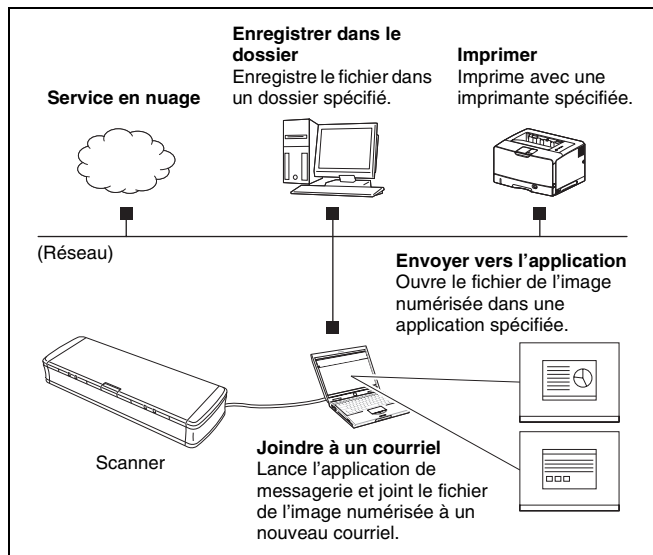 Service en nuage
Enregistrer dans le
dossier
Enregistre le fichier dans
un dossier spécifié.
Imprimer
Imprime avec une
imprimante spécifiée.
(Réseau)
Envoyer vers l’application
Ouvre le fichier de l’image
numérisée dans une
application spécifiée.
Scanner
Joindre à un courriel
Lance l’application de
messagerie et joint le fichier
de l’image numérisée à un
nouveau courriel.